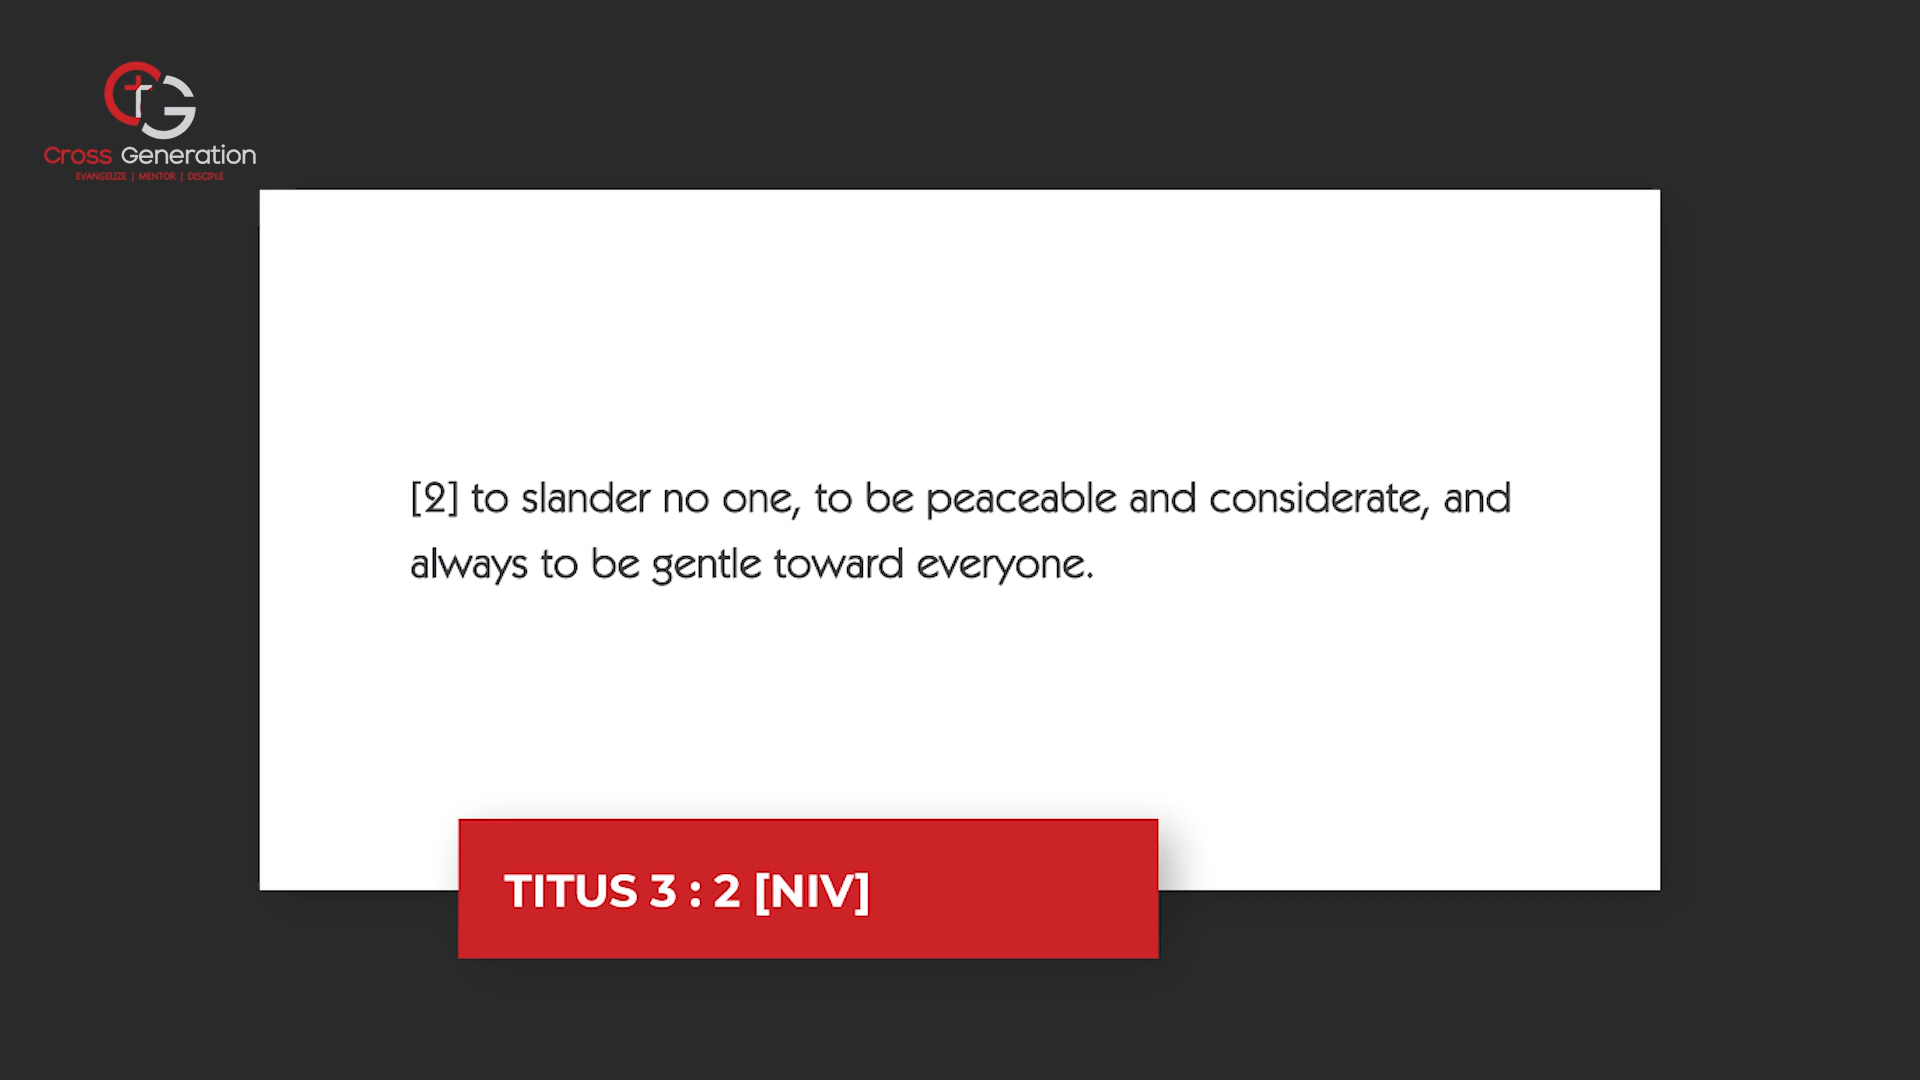 Cross Generation
EVANGELIZE | MENTOR | DISCIPLE
[2] to slander no one, to be peaceable and considerate, and
always to be gentle toward everyone.
TITUS 3 : 2 [NIV]